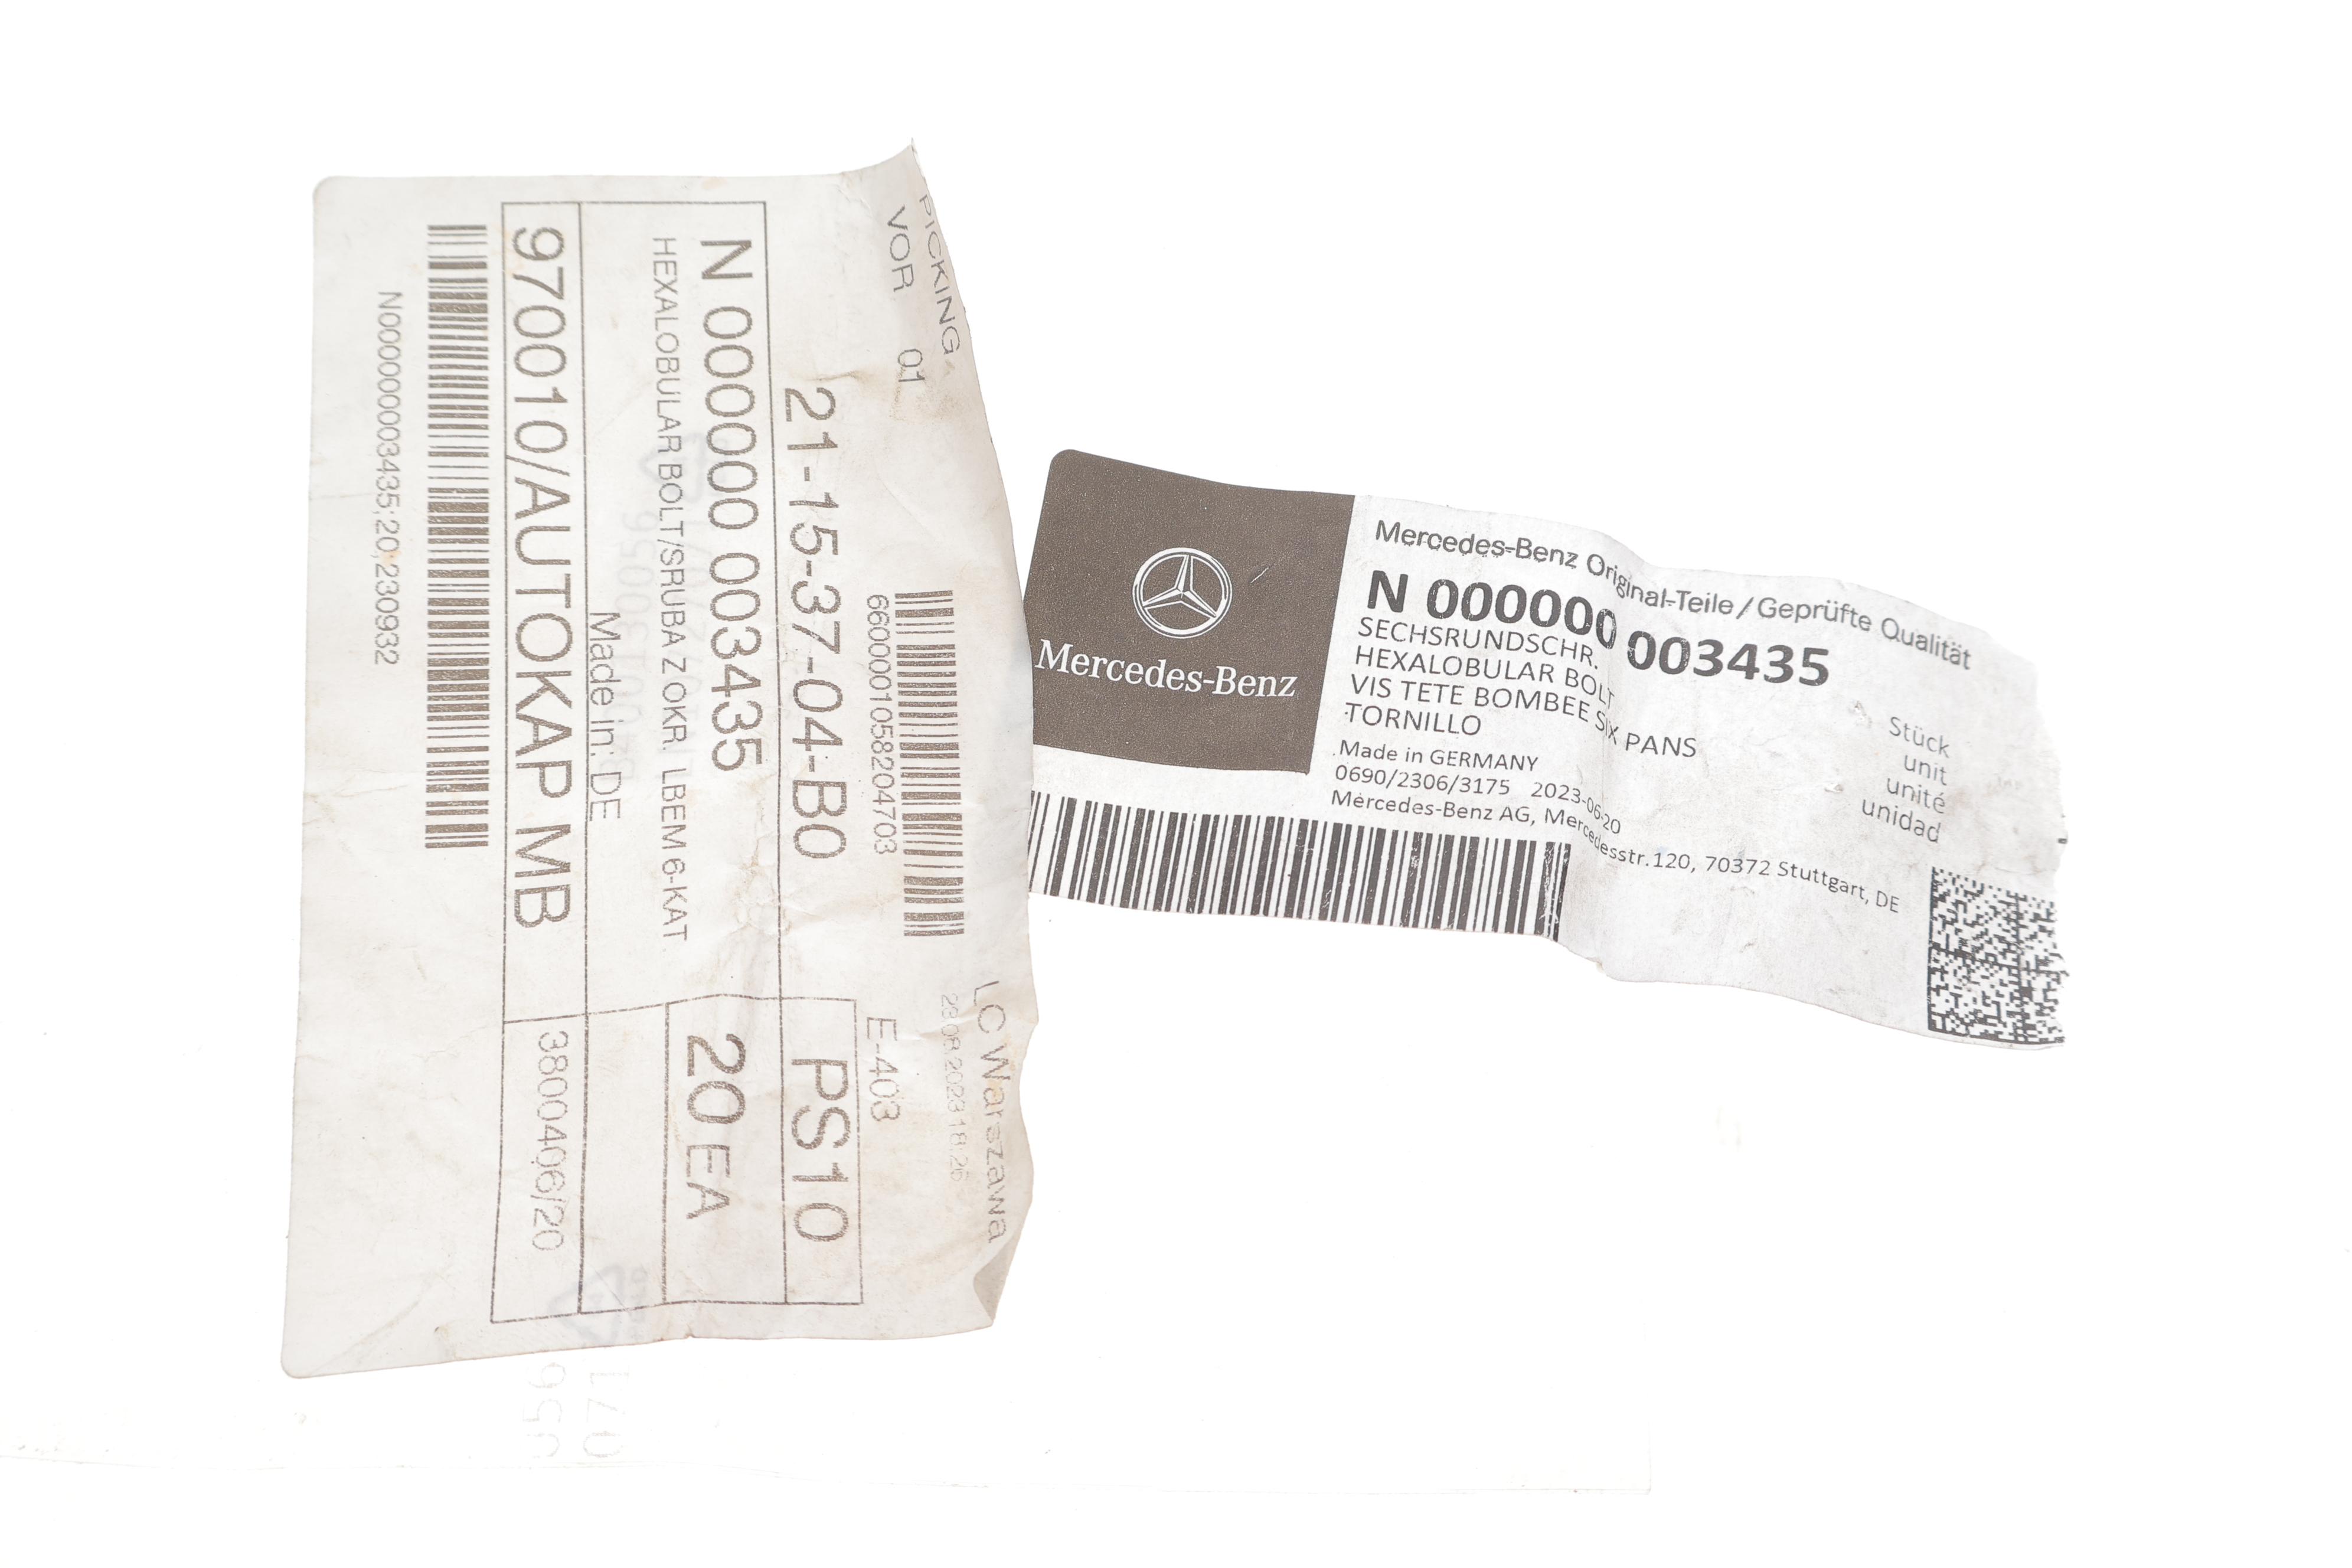 PICKING
VOR 01
LC Warszawa
6600001058204703
E-403
21-15-37-04-B0
PS10
N 000000 003435
HEXALOBULAR BOLT/SRUBA Z OKR. LBEM 6-KAT
20 EA
Made in: DE
970010/AUTOKAP MB
3800406/20
N000000003435;20;230932
Mercedes-Benz
Mercedes-Benz Original-Teile / Geprüfte Qualität
N 000000 003435
SECHSRUNDSCHR.
HEXALOBULAR BOLT
VIS TETE BOMBEE SIX PANS
TORNILLO
Stück
unit
unité
unidad
Made in GERMANY
0690/2306/3175 2023-06-20
Mercedes-Benz AG, Mercedesstr.120, 70372 Stuttgart, DE
056
071